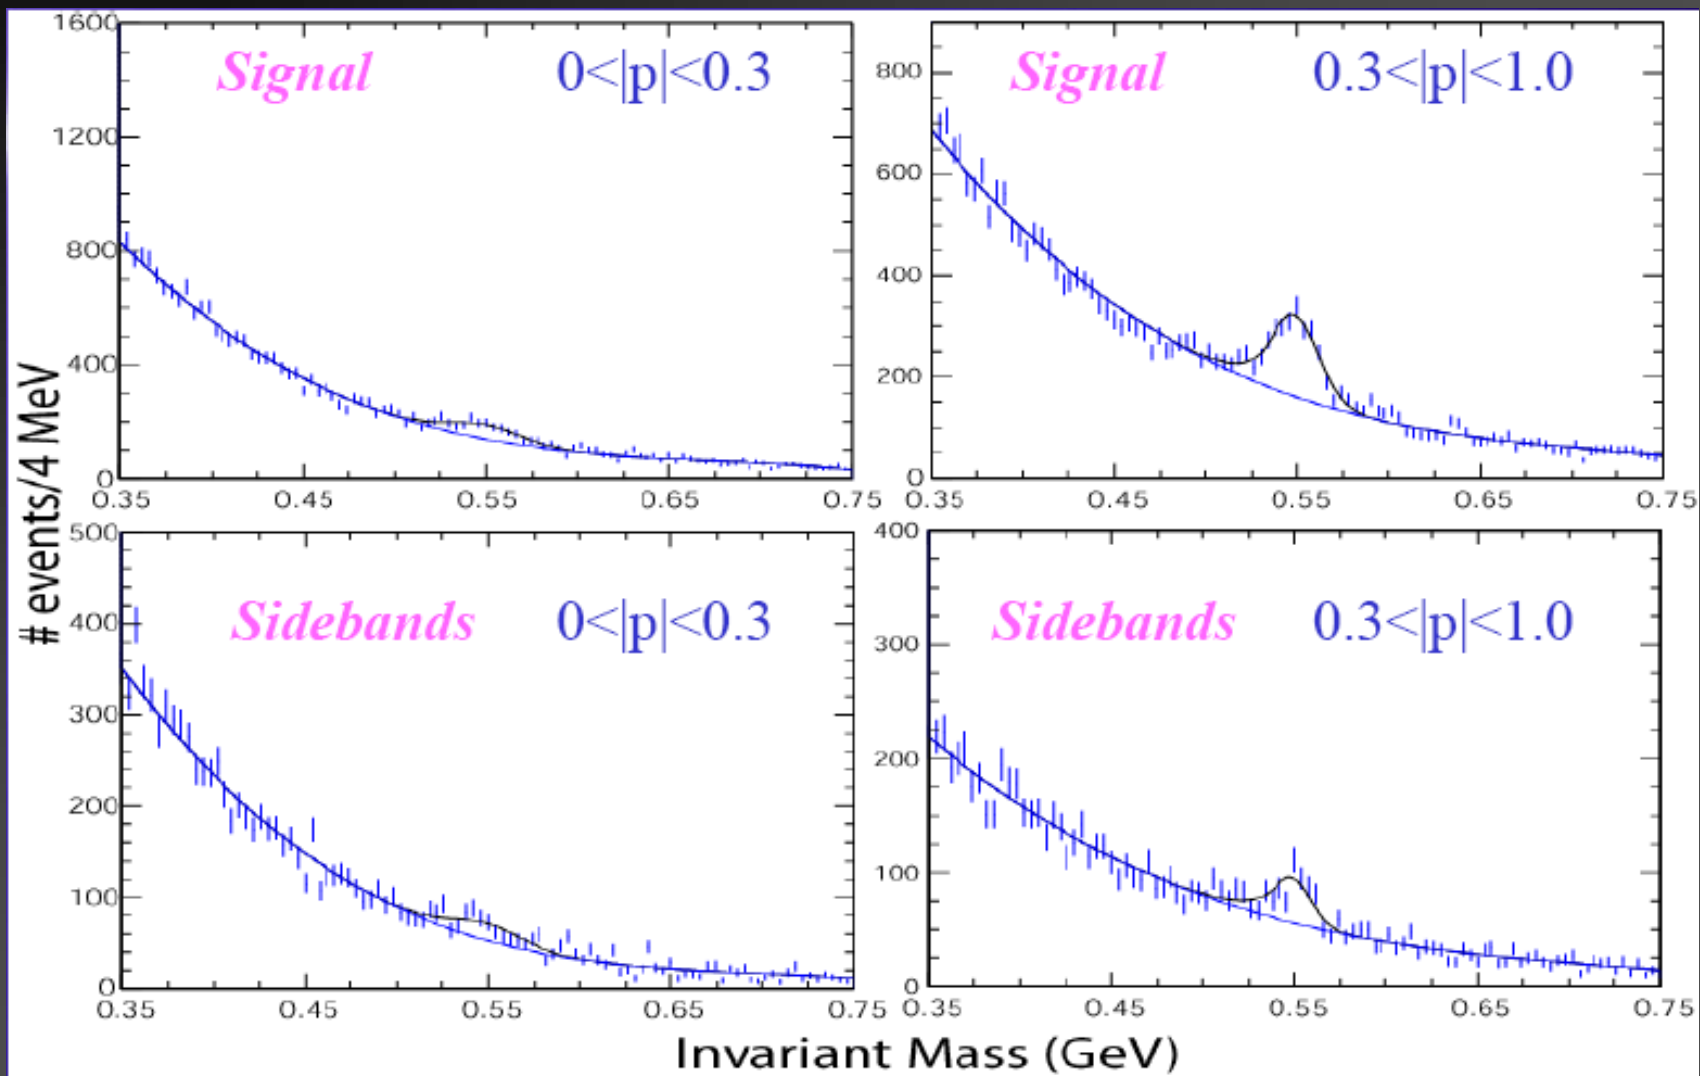 # events/4 MeV
Signal 0<|p|<0.3
1600
1200
800
400
0
0.35 0.45 0.55 0.65 0.75
Signal 0.3<|p|<1.0
800
600
400
200
0
0.35 0.45 0.55 0.65 0.75
Sidebands 0<|p|<0.3
500
400
300
200
100
0
0.35 0.45 0.55 0.65 0.75
Sidebands 0.3<|p|<1.0
400
300
200
100
0
0.35 0.45 0.55 0.65 0.75
Invariant Mass (GeV)